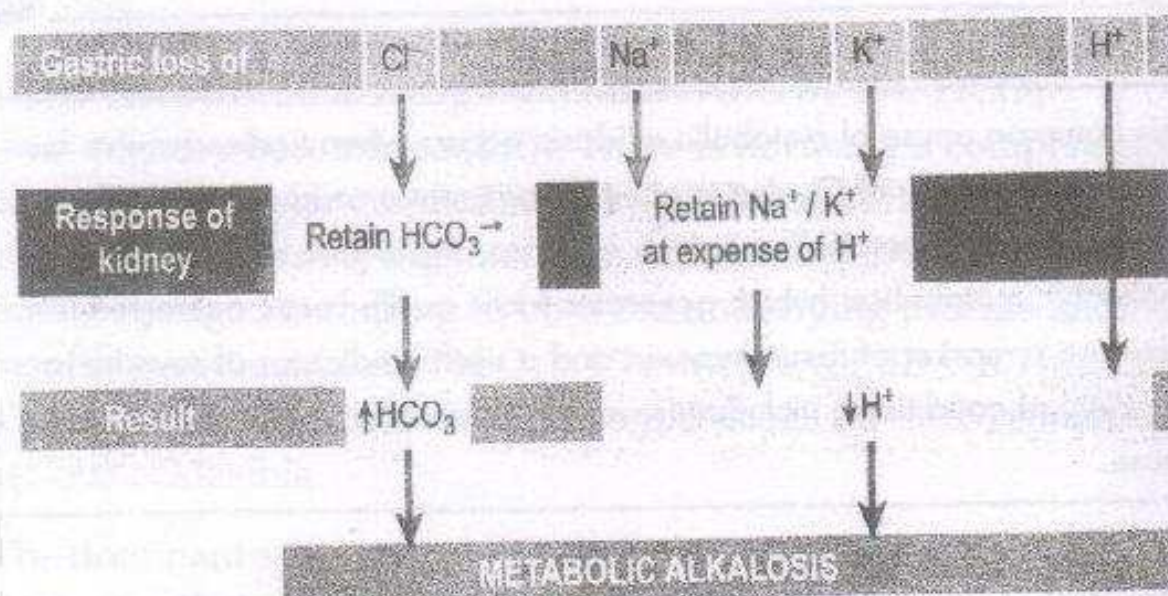 Gastric loss of Cl⁻ Na⁺ K⁺ H⁺
Response of
kidney
Retain HCO₃⁻
Retain Na⁺ / K⁺
at expense of H⁺
Result ↑HCO₃ ↓H⁺
METABOLIC ALKALOSIS